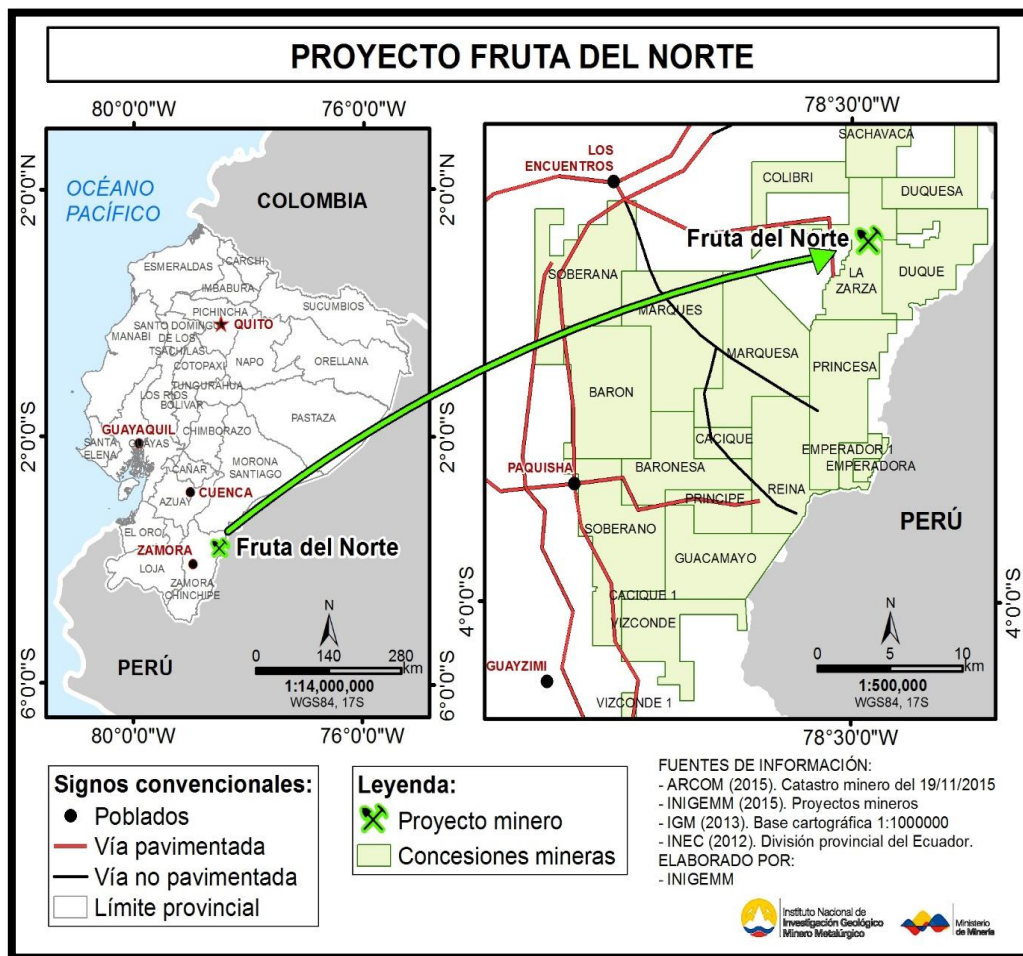 PROYECTO FRUTA DEL NORTE
80°0'0"W
76°0'0"W
2°0'0"N
2°0'0"S
6°0'0"S
OCÉANO
PACÍFICO
COLOMBIA
ESMERALDAS
CARCHI
IMBABURA
SUCUMBIOS
PICHINCHA
QUITO
SANTO DOMINGO
DE LOS
TSACHILAS
MANABI
NAPO
ORELLANA
COTOPAXI
TUNGURAHUA
LOS RIOS
BOLIVAR
PASTAZA
GUAYAQUIL
CHIMBORAZO
SANTA
ELENA
GUAYAS
MORONA
SANTIAGO
CAÑAR
CUENCA
AZUAY
EL ORO
Fruta del Norte
ZAMORA
LOJA
ZAMORA
CHINCHIPE
PERÚ
N
0 140 280
km
1:14,000,000
WGS84, 17S
2°0'0"N
2°0'0"S
6°0'0"S
80°0'0"W
76°0'0"W
78°30'0"W
SACHAVACA
LOS
ENCUENTROS
COLIBRI
DUQUESA
Fruta del Norte
SOBERANA
LA
ZARZA
DUQUE
MARQUES
MARQUESA
PRINCESA
BARON
CACIQUE
EMPERADOR 1
EMPERADORA
PAQUISHA
BARONESA
PRINCIPE
REINA
SOBERANO
PERÚ
GUACAMAYO
4°0'0"S
4°0'0"S
CACIQUE 1
VIZCONDE
GUAYZIMI
VIZCONDE 1
N
0 5 10
km
1:500,000
WGS84, 17S
78°30'0"W
Signos convencionales:
Poblados
Vía pavimentada
Vía no pavimentada
Límite provincial
Leyenda:
Proyecto minero
Concesiones mineras
FUENTES DE INFORMACIÓN:
- ARCOM (2015). Catastro minero del 19/11/2015
- INIGEMM (2015). Proyectos mineros
- IGM (2013). Base cartográfica 1:1000000
- INEC (2012). División provincial del Ecuador.
ELABORADO POR:
- INIGEMM
Instituto Nacional de
Investigación Geológico
Minero Metalúrgico
Ministerio
de Minería